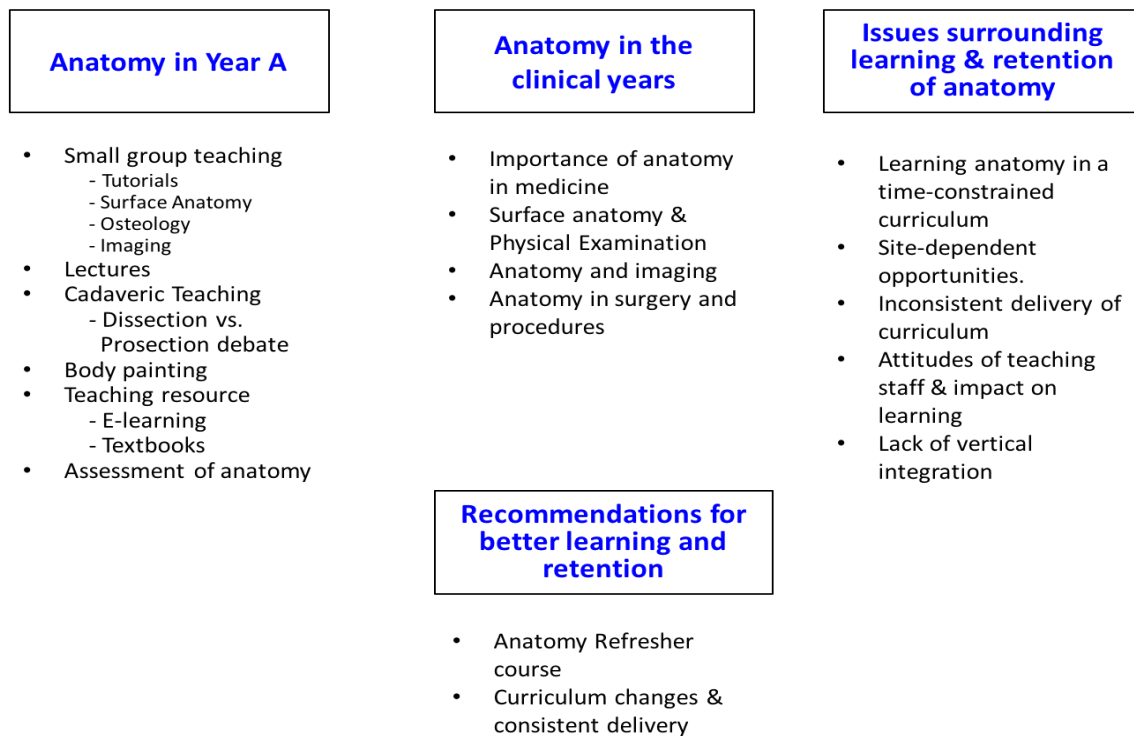 Anatomy in Year A
• Small group teaching
- Tutorials
- Surface Anatomy
- Osteology
- Imaging
• Lectures
• Cadaveric Teaching
- Dissection vs.
Prosection debate
• Body painting
• Teaching resource
- E-learning
- Textbooks
• Assessment of anatomy
Anatomy in the
clinical years
• Importance of anatomy
in medicine
• Surface anatomy &
Physical Examination
• Anatomy and imaging
• Anatomy in surgery and
procedures
Issues surrounding
learning & retention
of anatomy
• Learning anatomy in a
time-constrained
curriculum
• Site-dependent
opportunities.
• Inconsistent delivery of
curriculum
• Attitudes of teaching
staff & impact on
learning
• Lack of vertical
integration
Recommendations for
better learning and
retention
• Anatomy Refresher
course
• Curriculum changes &
consistent delivery